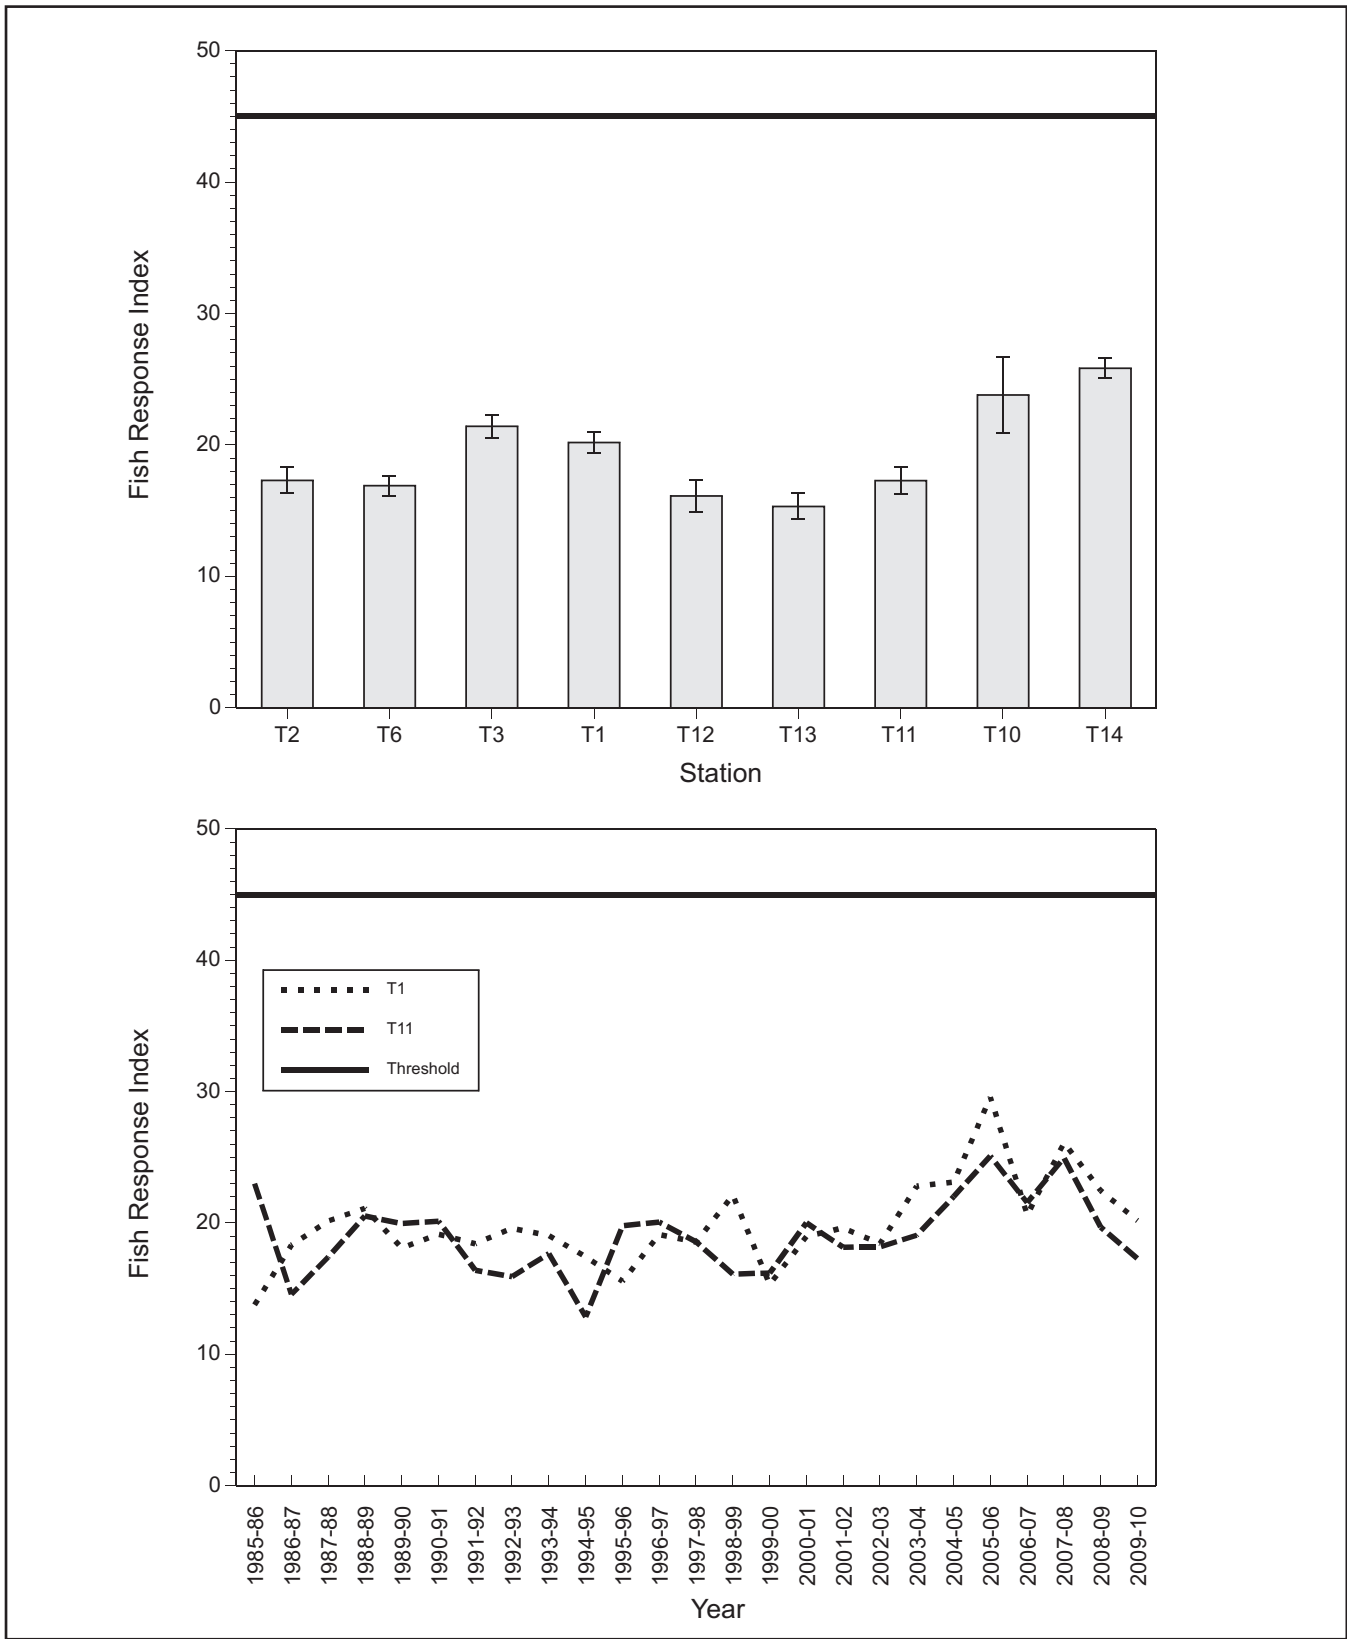 50
40
30
20
10
0
Fish Response Index
T2 T6 T3 T1 T12 T13 T11 T10 T14
Station
50
40
30
20
10
0
Fish Response Index
T1
T11
Threshold
1985-86 1986-87 1987-88 1988-89 1989-90 1990-91 1991-92 1992-93 1993-94 1994-95 1995-96 1996-97 1997-98 1998-99 1999-00 2000-01 2001-02 2002-03 2003-04 2004-05 2005-06 2006-07 2007-08 2008-09 2009-10
Year